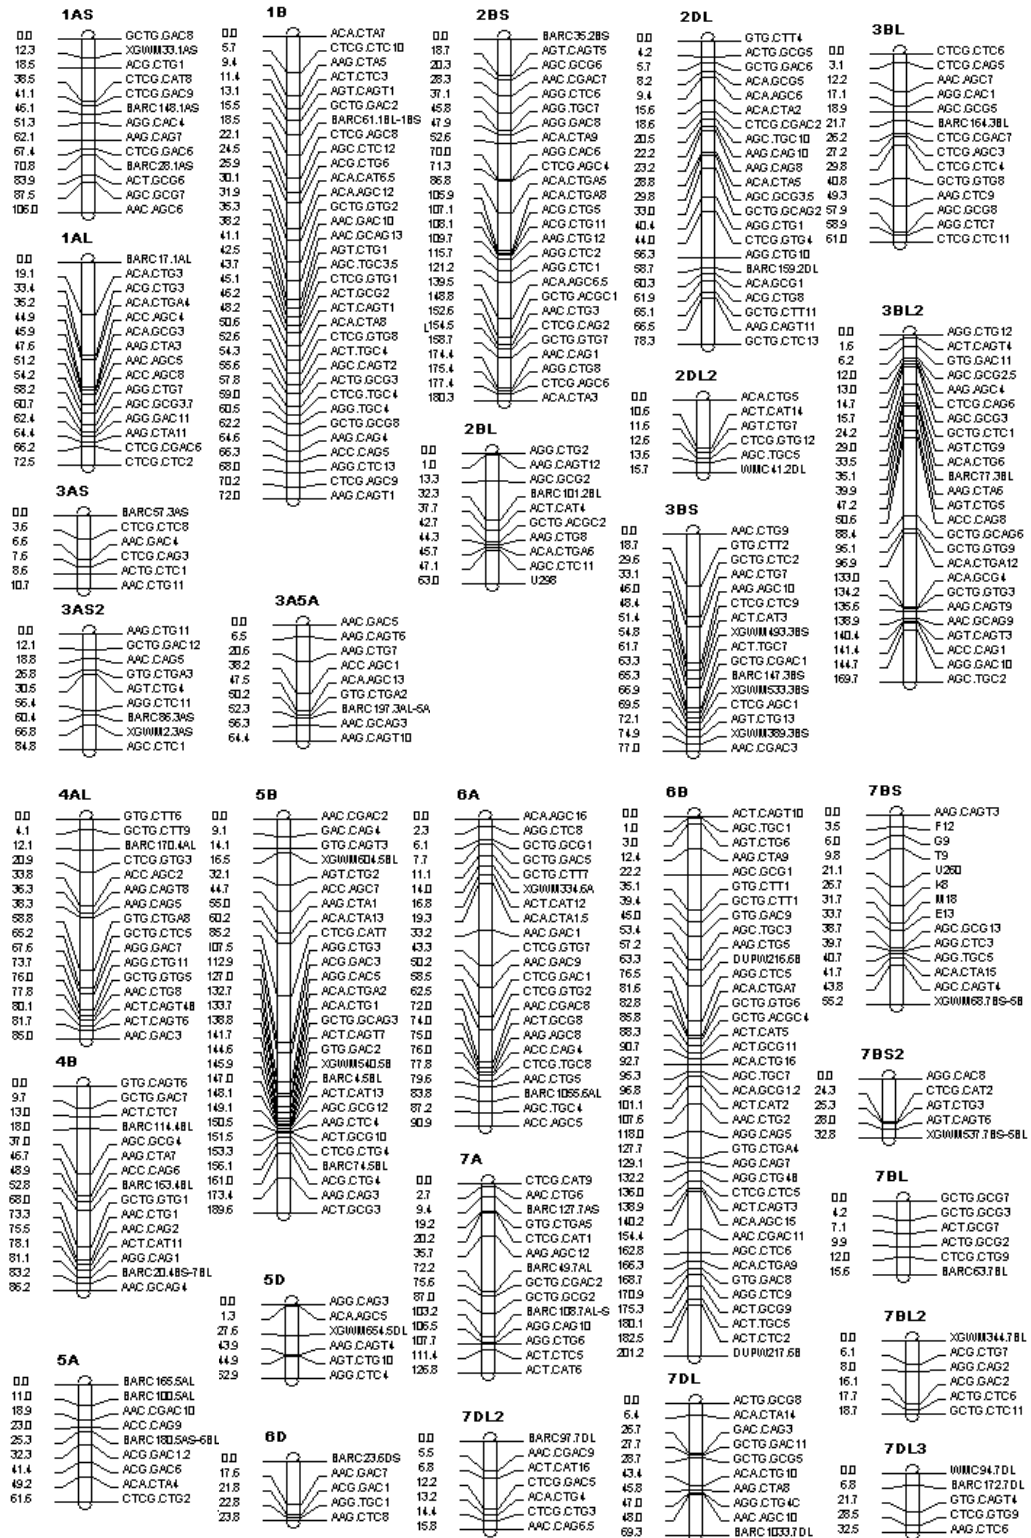 1AS
0.0 GCTG.GAC8
12.3 XGWM33.1AS
18.5 ACG.CTG1
38.5 CTCG.CAT8
41.1 CTCG.GAC9
46.1 BARC148.1AS
51.3 AGG.CAC4
62.1 AAG.CAG7
67.4 CTCG.GAC6
70.8 BARC28.1AS
83.9 ACT.GCG6
87.5 AGC.GCG7
106.0 AAC.AGC6
1AL
0.0 BARC17.1AL
19.1 ACA.CTG3
33.4 ACG.CTG3
35.2 ACA.CTGA4
44.9 ACC.AGC4
45.9 ACA.GCG3
47.6 AAG.CTA3
51.2 AAC.AGC5
54.2 ACC.AGC8
58.2 AGG.CTG7
60.7 AGC.GCG3.7
62.4 AGG.GAC11
64.4 AAG.CTA11
66.2 CTCG.CGAC6
72.5 CTCG.CTC2
3AS
0.0 BARC57.3AS
3.6 CTCG.CTC8
6.6 AAC.GAC4
7.6 CTCG.CAG3
8.6 ACTG.CTC1
10.7 AAC.CTG11
3AS2
0.0 AAG.CTG11
12.1 GCTG.GAC12
18.8 AAC.CAG5
26.8 GTG.CTGA3
30.5 AGT.CTG4
56.4 AGG.CTC11
60.4 BARC86.3AS
66.8 XGWM2.3AS
84.8 AGC.CTC1
1B
0.0 ACA.CTA7
5.7 CTCG.CTC10
9.4 AAG.CTA5
11.4 ACT.CTC3
13.1 AGT.CAGT1
15.5 GCTG.GAC2
18.5 BARC61.1BL-1BS
22.1 CTCG.AGC8
24.5 AGC.CTC12
25.9 ACG.CTG6
30.1 ACA.CAT6.5
31.9 ACA.AGC12
35.3 GCTG.GTG2
38.2 AAC.GAC10
41.1 AAC.GCAG13
42.5 AGT.CTG1
43.7 AGC.TGC3.5
45.1 CTCG.GTG1
46.2 ACT.GCG2
48.2 ACT.CAGT1
50.6 ACA.CTA8
52.6 CTCG.GTG8
54.3 ACT.TGC4
55.6 AGC.CAGT2
57.8 ACTG.GCG3
59.0 CTCG.TGC4
60.5 AGG.TGC4
62.2 GCTG.GCG8
64.6 AAG.CAG4
66.3 ACC.CAG5
68.0 AGG.CTC13
70.2 CTCG.AGC9
72.0 AAG.CAGT1
3A5A
0.0 AAC.GAC5
6.5 AAG.CAGT6
20.6 AAG.CTG7
38.2 ACC.AGC1
47.5 ACA.AGC13
50.2 GTG.CTGA2
52.3 BARC197.3AL-5A
56.3 AAC.GCAG3
64.4 AAG.CAGT10
2BS
0.0 BARC35.2BS
18.7 AGT.CAGT5
20.3 AGC.GCG6
28.3 AAC.CGAC7
37.1 AGG.CTC6
45.8 AGG.TGC7
47.9 AGG.GAC8
52.6 ACA.CTA9
70.0 AGG.CAC6
71.3 CTCG.AGC4
86.8 ACA.CTGA5
105.9 ACA.CTGA8
107.1 ACG.CTG5
108.1 ACG.CTG11
109.7 AAG.CTG12
115.7 AGG.CTC2
121.2 AGG.CTC1
139.5 ACA.AGC6.5
148.8 GCTG.ACGC1
152.6 AAC.CTG3
154.5 CTCG.CAG2
158.7 GCTG.GTG7
174.4 AAC.CAG1
175.4 AGG.CTG8
177.4 CTCG.AGC6
180.3 ACA.CTA3
2BL
0.0 AGG.CTG2
1.0 AAG.CAGT12
13.3 AGC.GCG2
32.3 BARC101.2BL
37.7 ACT.CAT4
42.7 GCTG.ACGC2
44.3 AAG.CTG8
45.7 ACA.CTGA6
47.1 AGC.CTC11
63.0 U298
2DL
0.0 GTG.CTT4
4.2 ACTG.GCG5
5.7 GCTG.GAC6
8.2 ACA.GCG5
9.4 ACA.AGC6
15.6 ACA.CTA2
18.6 CTCG.CGAC2
20.5 AGC.TGC10
22.2 AAG.CAG10
23.2 AAG.CAG8
28.8 ACA.CTA5
29.8 AGC.GCG3.5
33.0 GCTG.GCAG2
40.4 AGG.CTG1
44.0 CTCG.GTG4
56.3 AGG.CTG10
58.7 BARC159.2DL
60.3 ACA.GCG1
61.9 ACG.CTG8
65.1 GCTG.CTT11
66.5 AAG.CAGT11
78.3 GCTG.CTC13
2DL2
0.0 ACA.CTG5
10.6 ACT.CAT14
11.6 AGT.CTG7
12.6 CTCG.GTG12
13.6 AGC.TGC5
15.7 WMC41.2DL
3BS
0.0 AAC.CTG9
18.7 GTG.CTT2
29.6 GCTG.CTC2
33.1 AAC.CTG7
46.0 AAG.AGC10
48.4 CTCG.CTC9
51.4 ACT.CAT3
54.8 XGWM493.3BS
61.7 ACT.TGC7
63.3 GCTG.CGAC1
65.3 BARC147.3BS
66.9 XGWM533.3BS
69.5 CTCG.AGC1
72.1 AGT.CTG13
74.9 XGWM389.3BS
77.0 AAC.CGAC3
3BL
0.0 CTCG.CTC6
3.1 CTCG.CAG5
12.2 AAC.AGC7
17.1 AGG.CAC1
18.9 AGC.GCG5
21.7 BARC164.3BL
26.2 CTCG.CGAC7
27.2 CTCG.AGC3
29.8 CTCG.CTC4
40.8 GCTG.GTG8
49.3 AAG.CTC9
57.9 AGC.GCG8
58.9 AGG.CTC7
61.0 CTCG.CTC11
3BL2
0.0 AGG.CTG12
1.6 ACT.CAGT4
6.2 GTG.GAC11
12.0 AGC.GCG2.5
13.0 AAG.AGC4
14.7 CTCG.CAG6
15.7 AGC.GCG3
24.2 GCTG.CTC1
29.0 AGT.CTG9
33.5 ACA.CTG6
35.1 BARC77.3BL
39.9 AAG.CTA6
47.2 AGT.CTG5
50.6 ACC.CAG8
88.4 GCTG.GCAG6
95.1 GCTG.GTG9
96.9 ACA.CTGA12
133.0 ACA.GCG4
134.2 GCTG.GTG3
136.6 AAG.CAGT9
138.9 AAC.GCAG9
140.4 AGT.CAGT3
141.4 ACC.CAG1
144.7 AGG.GAC10
169.7 AGC.TGC2
4AL
0.0 GTG.CTT6
4.1 GCTG.CTT9
12.1 BARC170.4AL
20.9 CTCG.GTG3
33.8 ACC.AGC2
36.3 AAG.CAGT8
38.3 AAG.CAG5
58.8 GTG.CTGA8
65.2 GCTG.CTC5
67.6 AGG.GAC7
73.7 AGG.CTG11
76.0 GCTG.GTG5
77.8 AAC.CTG8
80.1 ACT.CAGT4B
81.7 ACT.CAGT6
85.0 AAC.GAC3
4B
0.0 GTG.CAGT6
9.7 GCTG.GAC7
13.0 ACT.CTC7
18.0 BARC114.4BL
37.0 AGC.GCG4
46.7 AAG.CTA7
48.9 ACC.CAG6
52.8 BARC163.4BL
68.0 GCTG.GTG1
73.3 AAC.CTG1
75.5 AAC.CAG2
78.1 ACT.CAT11
81.1 AGG.CAG1
83.2 BARC20.4BS-7BL
86.2 AAC.GCAG4
5A
0.0 BARC165.5AL
11.0 BARC100.5AL
18.9 AAC.CGAC10
23.0 ACC.CAG9
25.3 BARC180.5AS-6BL
32.3 ACG.GAC1.2
41.4 ACG.GAC6
49.2 ACA.CTA4
61.6 CTCG.CTG2
5B
0.0 AAC.CGAC2
9.1 GAC.CAG4
14.1 GTG.CAGT3
16.5 XGWM604.5BL
32.1 AGT.CTG2
44.7 ACC.AGC7
55.0 AAG.CTA1
60.2 ACA.CTA13
85.2 CTCG.CAT7
107.5 AGG.CTG3
112.9 ACG.GAC3
127.0 AGG.CAC5
132.7 ACA.CTGA2
133.7 ACA.CTG1
138.8 GCTG.GCAG3
141.7 ACT.CAGT7
144.6 GTG.GAC2
145.9 XGWM540.5B
147.0 BARC4.5BL
148.1 ACT.CAT13
149.1 AGC.GCG12
150.5 AAG.CTC4
151.5 ACT.GCG10
153.3 CTCG.CTG4
156.1 BARC74.5BL
161.0 ACG.CTG4
173.4 AAG.CAG3
189.6 ACT.GCG3
5D
0.0 AGG.CAG3
1.3 ACA.AGC5
27.6 XGWM654.5DL
43.9 AAG.CAGT4
44.9 AGT.CTG10
52.9 AGG.CTC4
6D
0.0 BARC23.6DS
17.6 AAC.GAC7
21.8 ACG.GAC1
22.8 AGG.TGC1
23.8 AAG.CTC8
6A
0.0 ACA.AGC16
2.3 AGG.CTC8
6.7 GCTG.GCG1
7.7 GCTG.GAC5
11.1 GCTG.CTT7
14.0 XGWM334.6A
16.8 ACT.CAT12
19.3 ACA.CTA1.5
33.2 AAC.GAC1
43.3 CTCG.GTG7
50.2 AAC.GAC9
58.5 CTCG.GAC1
62.5 CTCG.CTG2
72.0 AAC.CGAC8
74.0 ACT.GCG8
75.0 AAG.AGC8
76.0 ACC.CAG4
77.8 CTCG.TGC8
79.6 AAC.CTG5
83.8 BARC1055.6AL
87.2 AGC.TGC4
90.9 ACC.AGC5
7A
0.0 CTCG.CAT9
2.7 AAC.CTG6
9.4 BARC127.7AS
19.2 GTG.CTGA5
20.2 CTCG.CAT1
35.7 AAG.AGC12
72.2 BARC49.7AL
75.6 GCTG.CGAC2
87.0 GCTG.GCG2
103.2 BARC108.7AL-S
106.5 AGG.CAG10
107.7 AGG.CTG6
111.4 ACT.CTC5
126.8 ACT.CAT6
7DL2
0.0 BARC97.7DL
5.5 AAC.CGAC9
6.8 ACT.CAT16
12.2 CTCG.GAC5
13.2 ACA.CTG4
14.4 CTCG.CTG3
15.8 AAC.CAG6.5
6B
0.0 ACT.CAGT10
1.0 AGC.TGC1
3.5 AGT.CTG6
12.4 AAG.CTA9
22.2 AGC.GCG1
35.1 GTG.CTT1
39.4 GCTG.CTT1
45.0 GTG.GAC9
53.4 AGG.TGC3
57.2 AAG.CTG5
63.3 DUPW216.6B
76.5 AGG.CTC5
81.6 ACA.CTGA7
82.8 GCTG.GTG6
85.8 GCTG.ACGC4
88.3 ACT.CAT5
90.7 ACT.GCG11
92.7 ACA.CTG16
95.3 AGC.TGC7
96.8 ACA.GCG1.2
101.1 ACT.CAT2
107.6 AAC.CTG2
118.0 AGG.CAG5
127.7 GTG.CTGA4
129.1 AGG.CAG7
132.2 AGG.CTG4B
136.0 CTCG.CTC5
138.9 ACT.CAGT3
140.2 ACA.AGC15
154.4 AAC.CGAC11
162.8 AGC.CTC6
166.3 ACA.CTGA9
168.7 GTG.GAC8
170.9 AGG.CTC9
175.3 ACT.GCG9
180.1 ACT.TGC5
182.5 ACT.CTC2
201.2 DUPW217.6B
7DL
0.0 ACTG.GCG8
6.4 ACA.CTA14
26.7 GAC.CAG3
27.7 GCTG.GAC11
28.7 GCTG.GCG5
43.4 ACA.CTG10
45.8 AAG.CTA8
47.0 AGG.CTG4C
48.0 AAC.AGC10
69.3 BARC1033.7DL
7BS
0.0 AAG.CAGT3
3.5 F12
6.0 G9
9.8 T9
21.1 U260
26.7 K8
31.7 M18
33.7 E13
38.7 AGC.GCG13
39.7 AGG.CTC3
40.7 AGG.TGC5
41.7 ACA.CTA15
43.8 AGC.CAGT4
55.2 XGWM68.7BS-5B
7BS2
0.0 AGG.CAC8
24.3 CTCG.CAT2
25.3 AGT.CTG3
28.0 AAG.CAGT6
32.8 XGWM537.7BS-5BL
7BL
0.0 GCTG.GCG7
4.2 GCTG.GCG3
7.1 ACT.GCG7
9.9 ACTG.GCG2
12.0 CTCG.CTG9
15.6 BARC63.7BL
7BL2
0.0 XGWM344.7BL
6.1 ACG.CTG7
8.0 AGG.CAG2
16.1 ACG.GAC2
17.7 ACTG.CTC6
18.7 GCTG.CTC11
7DL3
0.0 WMC94.7DL
6.8 BARC172.7DL
21.7 GTG.CAGT4
28.5 CTCG.GTG9
32.5 AAG.CTC6